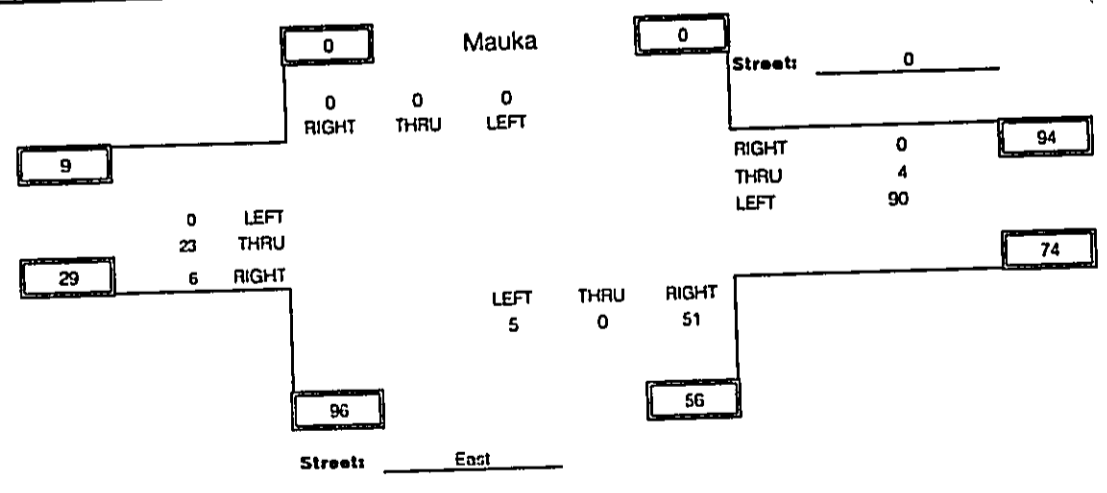 0 Mauka 0
Street: 0
0 0 0
RIGHT THRU LEFT
9
RIGHT 0 94
THRU 4
LEFT 90
0 LEFT
23 THRU
29 6 RIGHT
74
LEFT THRU RIGHT
5 0 51
96 56
Street: East